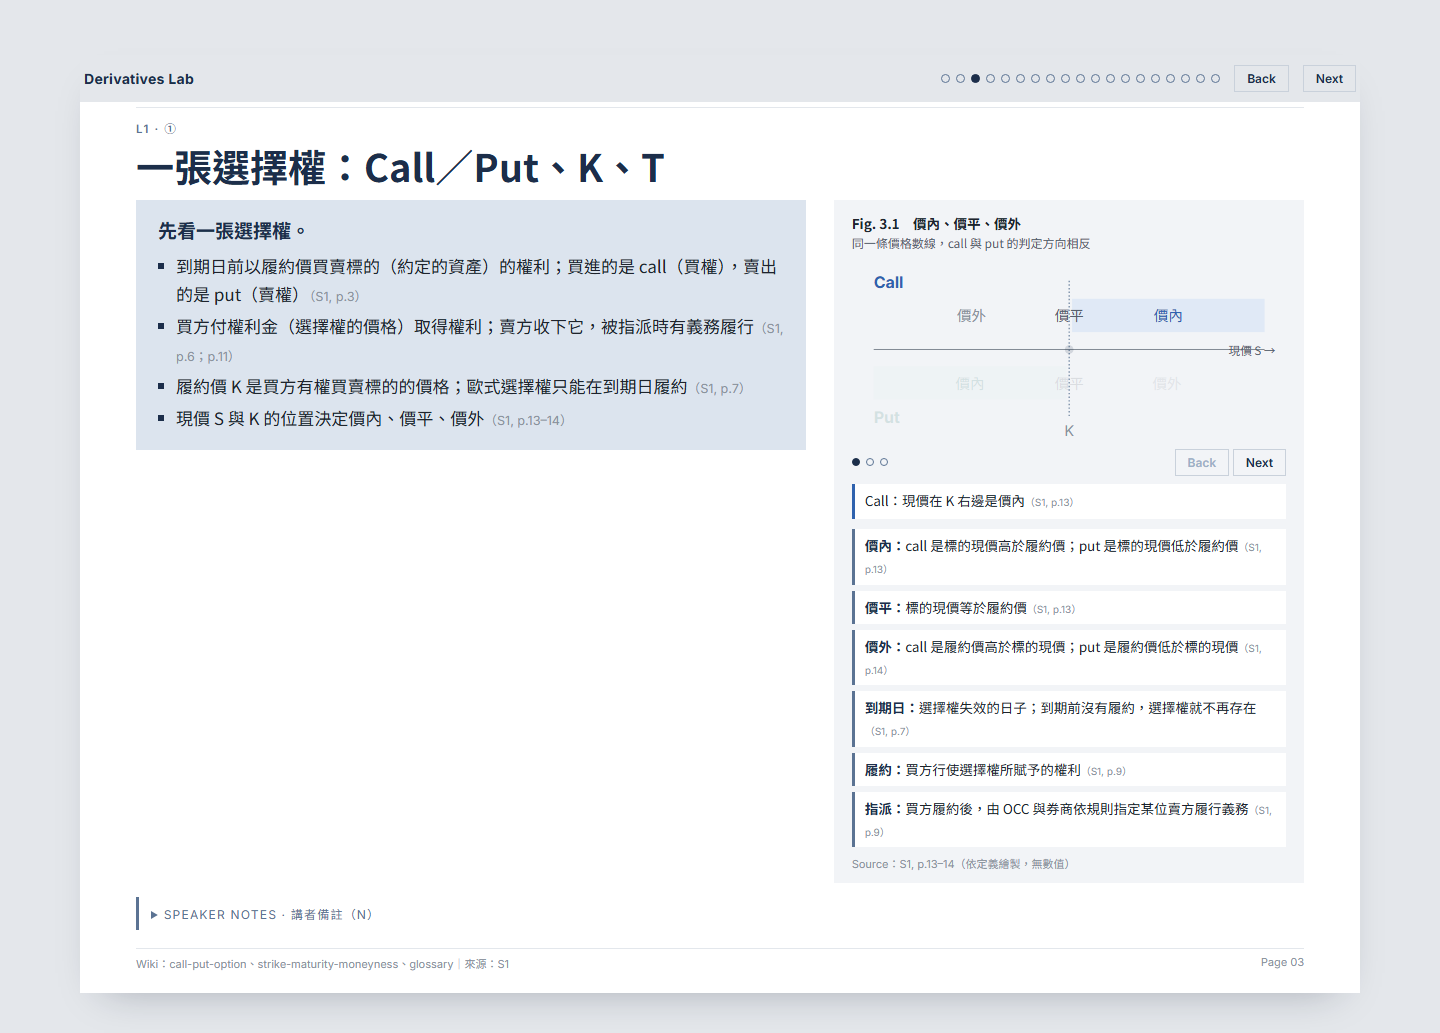 Derivatives Lab
Back
Next
L1 · ①
一張選擇權：Call／Put、K、T
先看一張選擇權。
到期日前以履約價買賣標的（約定的資產）的權利；買進的是 call（買權），賣出
的是 put（賣權）（S1, p.3）
買方付權利金（選擇權的價格）取得權利；賣方收下它，被指派時有義務履行（S1,
p.6；p.11）
履約價 K 是買方有權買賣標的的價格；歐式選擇權只能在到期日履約（S1, p.7）
現價 S 與 K 的位置決定價內、價平、價外（S1, p.13–14）
Fig. 3.1　價內、價平、價外
同一條價格數線，call 與 put 的判定方向相反
Call
價外 價平 價內
現價 S→
價內 價平 價外
Put
K
Back
Next
Call：現價在 K 右邊是價內（S1, p.13）
價內：call 是標的現價高於履約價；put 是標的現價低於履約價（S1,
p.13）
價平：標的現價等於履約價（S1, p.13）
價外：call 是履約價高於標的現價；put 是履約價低於標的現價（S1,
p.14）
到期日：選擇權失效的日子；到期前沒有履約，選擇權就不再存在
（S1, p.7）
履約：買方行使選擇權所賦予的權利（S1, p.9）
指派：買方履約後，由 OCC 與券商依規則指定某位賣方履行義務（S1,
p.9）
Source：S1, p.13–14（依定義繪製，無數值）
▶ SPEAKER NOTES · 講者備註（N）
Wiki：call-put-option、strike-maturity-moneyness、glossary｜來源：S1
Page 03